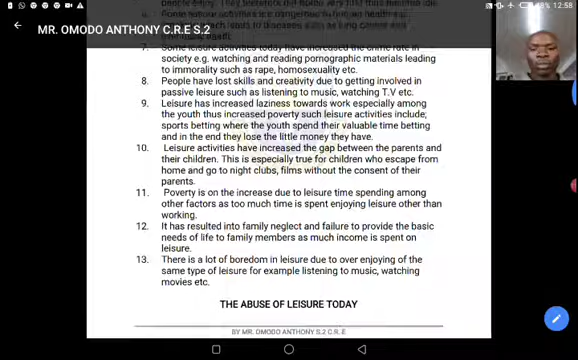 12:58
MR. OMODO ANTHONY C.R.E S.2
7. Some leisure activities today have increased the crime rate in
society e.g. watching and reading pornographic materials leading
to immorality such as rape, homosexuality etc.
8. People have lost skills and creativity due to getting involved in
passive leisure such as listening to music, watching T.V etc.
9. Leisure has increased laziness towards work especially among
the youth thus increased poverty such leisure activities include;
sports betting where the youth spend their valuable time betting
and in the end they lose the little money they have.
10. Leisure activities have increased the gap between the parents and
their children. This is especially true for children who escape from
home and go to night clubs, films without the consent of their
parents.
11. Poverty is on the increase due to leisure time spending among
other factors as too much time is spent enjoying leisure other than
working.
12. It has resulted into family neglect and failure to provide the basic
needs of life to family members as much income is spent on
leisure.
13. There is a lot of boredom in leisure due to over enjoying of the
same type of leisure for example listening to music, watching
movies etc.
THE ABUSE OF LEISURE TODAY
BY MR. OMODO ANTHONY S.2 C.R. E